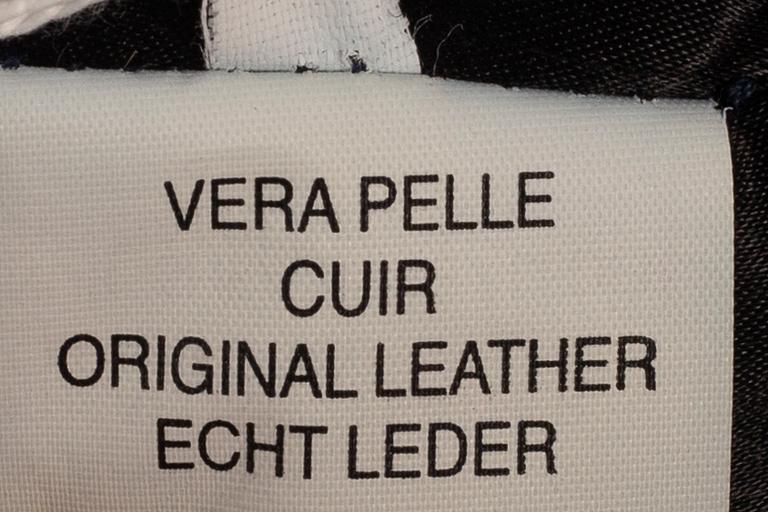 VERA PELLE
CUIR
ORIGINAL LEATHER
ECHT LEDER